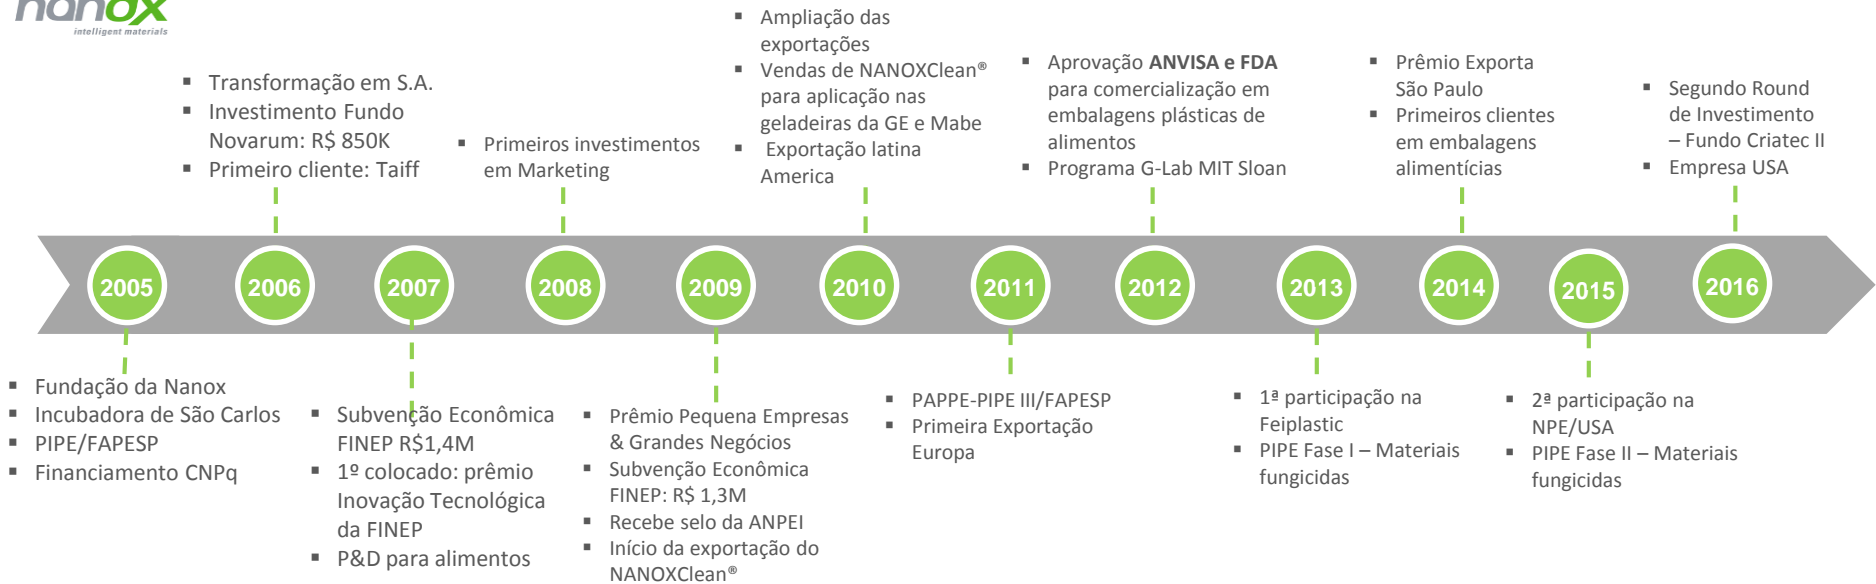 nanox
intelligent materials
▪ Transformação em S.A.
▪ Investimento Fundo
Novarum: R$ 850K
▪ Primeiro cliente: Taiff
▪ Primeiros investimentos
em Marketing
▪ Ampliação das
exportações
▪ Vendas de NANOXClean®
para aplicação nas
geladeiras da GE e Mabe
▪ Exportação latina
America
▪ Aprovação ANVISA e FDA
para comercialização em
embalagens plásticas de
alimentos
▪ Programa G-Lab MIT Sloan
▪ Prêmio Exporta
São Paulo
▪ Primeiros clientes
em embalagens
alimentícias
▪ Segundo Round
de Investimento
– Fundo Criatec II
▪ Empresa USA
2005 2006 2007 2008 2009 2010 2011 2012 2013 2014 2015 2016
▪ Fundação da Nanox
▪ Incubadora de São Carlos
▪ PIPE/FAPESP
▪ Financiamento CNPq
▪ Subvenção Econômica
FINEP R$1,4M
▪ 1º colocado: prêmio
Inovação Tecnológica
da FINEP
▪ P&D para alimentos
▪ Prêmio Pequena Empresas
& Grandes Negócios
▪ Subvenção Econômica
FINEP: R$ 1,3M
▪ Recebe selo da ANPEI
▪ Início da exportação do
NANOXClean®
▪ PAPPE-PIPE III/FAPESP
▪ Primeira Exportação
Europa
▪ 1ª participação na
Feiplastic
▪ PIPE Fase I – Materiais
fungicidas
▪ 2ª participação na
NPE/USA
▪ PIPE Fase II – Materiais
fungicidas